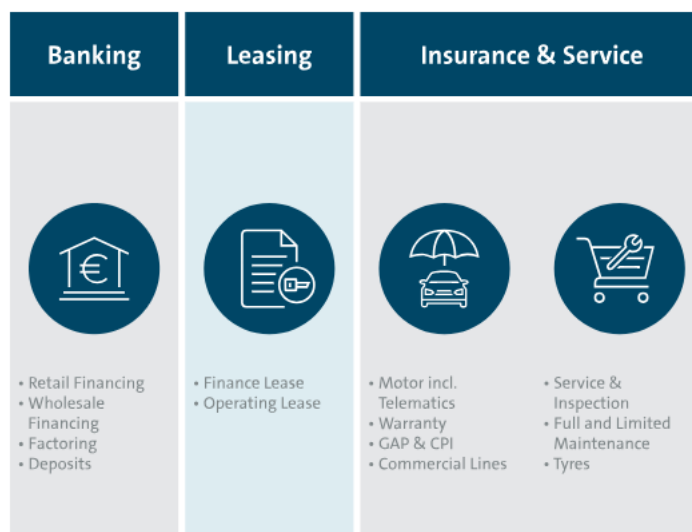 Banking
Leasing
Insurance & Service
€
• Retail Financing
• Wholesale
Financing
• Factoring
• Deposits
• Finance Lease
• Operating Lease
• Motor incl.
Telematics
• Warranty
• GAP & CPI
• Commercial Lines
• Service &
Inspection
• Full and Limited
Maintenance
• Tyres